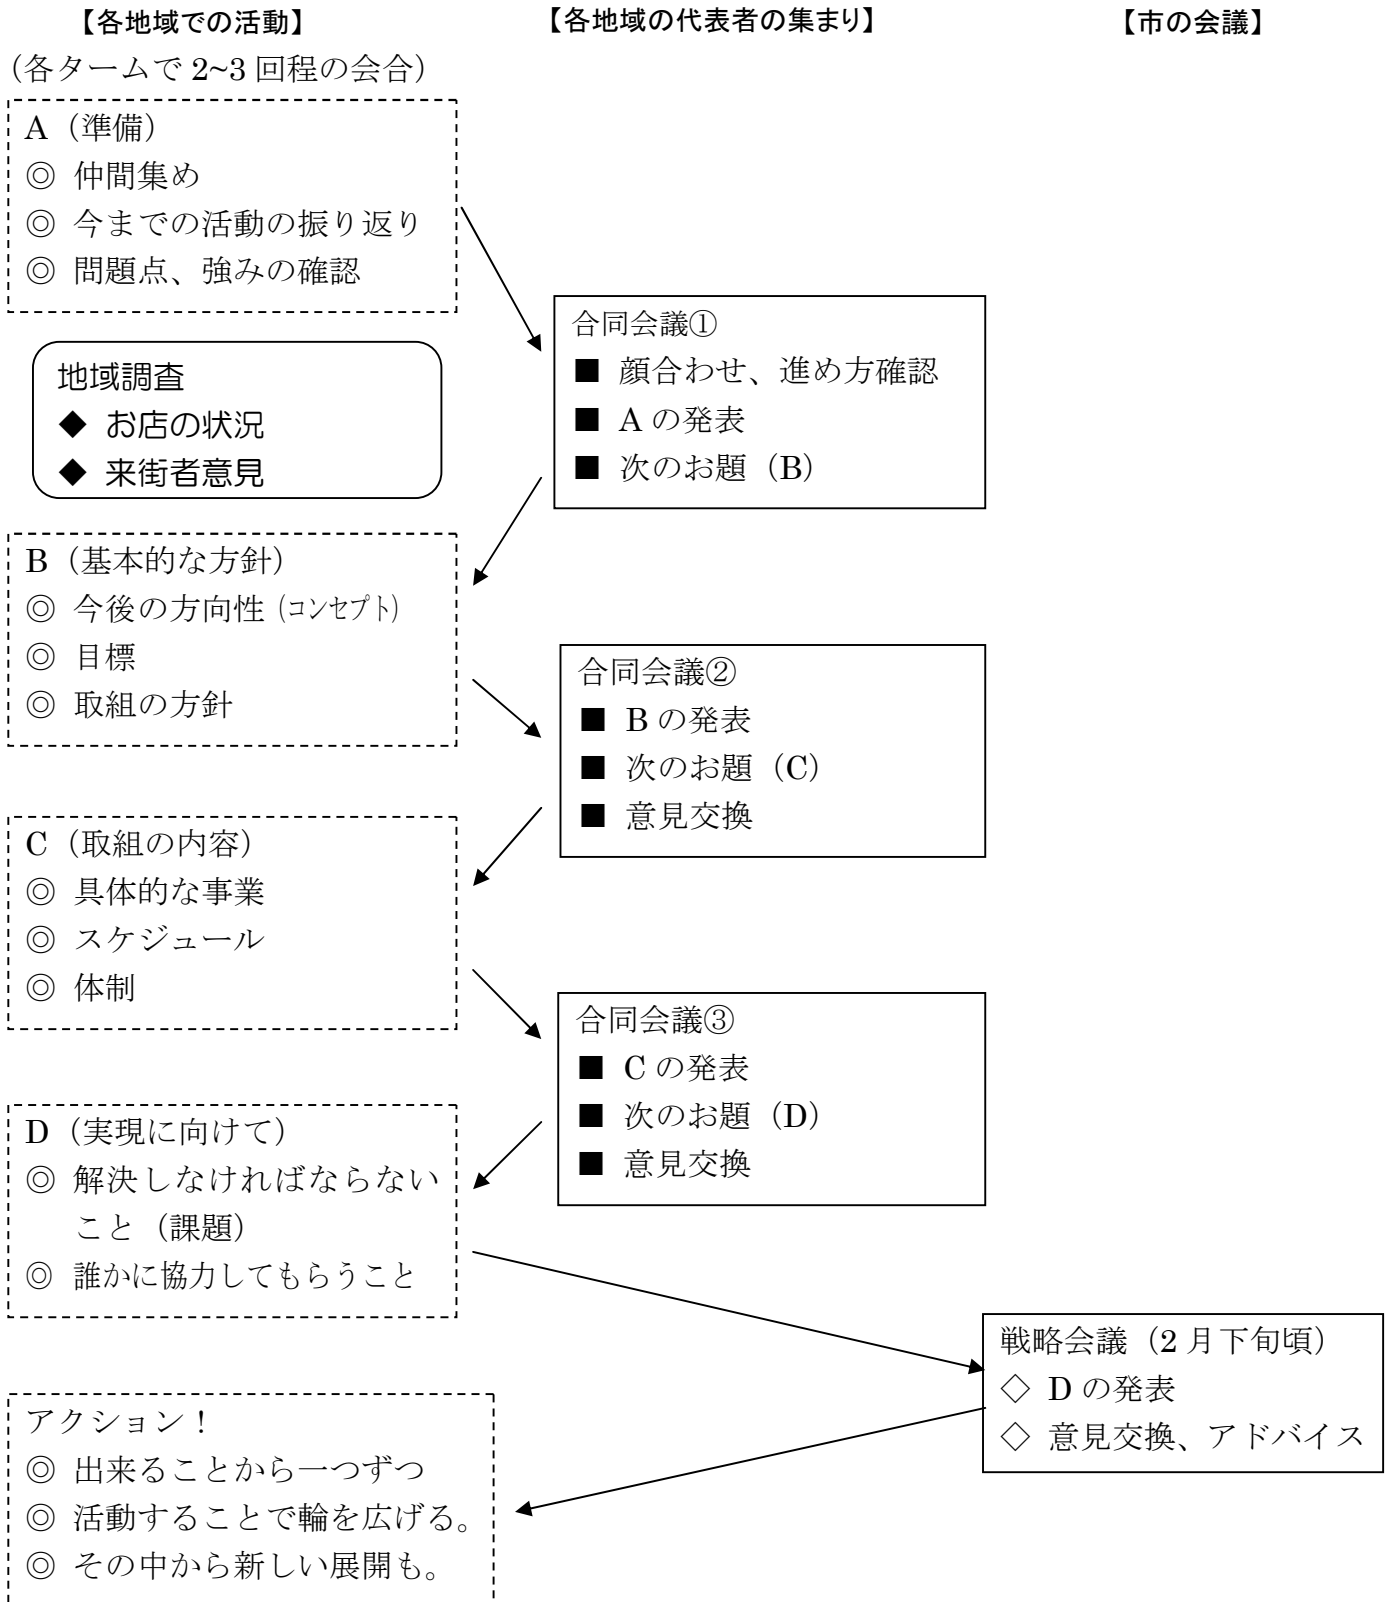 【各地域での活動】
【各地域の代表者の集まり】
【市の会議】
（各タームで 2~3 回程の会合）
A（準備）
◎ 仲間集め
◎ 今までの活動の振り返り
◎ 問題点、強みの確認
地域調査
◆ お店の状況
◆ 来街者意見
合同会議①
■ 顔合わせ、進め方確認
■ A の発表
■ 次のお題（B）
B（基本的な方針）
◎ 今後の方向性（コンセプト）
◎ 目標
◎ 取組の方針
合同会議②
■ B の発表
■ 次のお題（C）
■ 意見交換
C（取組の内容）
◎ 具体的な事業
◎ スケジュール
◎ 体制
合同会議③
■ C の発表
■ 次のお題（D）
■ 意見交換
D（実現に向けて）
◎ 解決しなければならない
こと（課題）
◎ 誰かに協力してもらうこと
戦略会議（2 月下旬頃）
◇ D の発表
◇ 意見交換、アドバイス
アクション！
◎ 出来ることから一つずつ
◎ 活動することで輪を広げる。
◎ その中から新しい展開も。